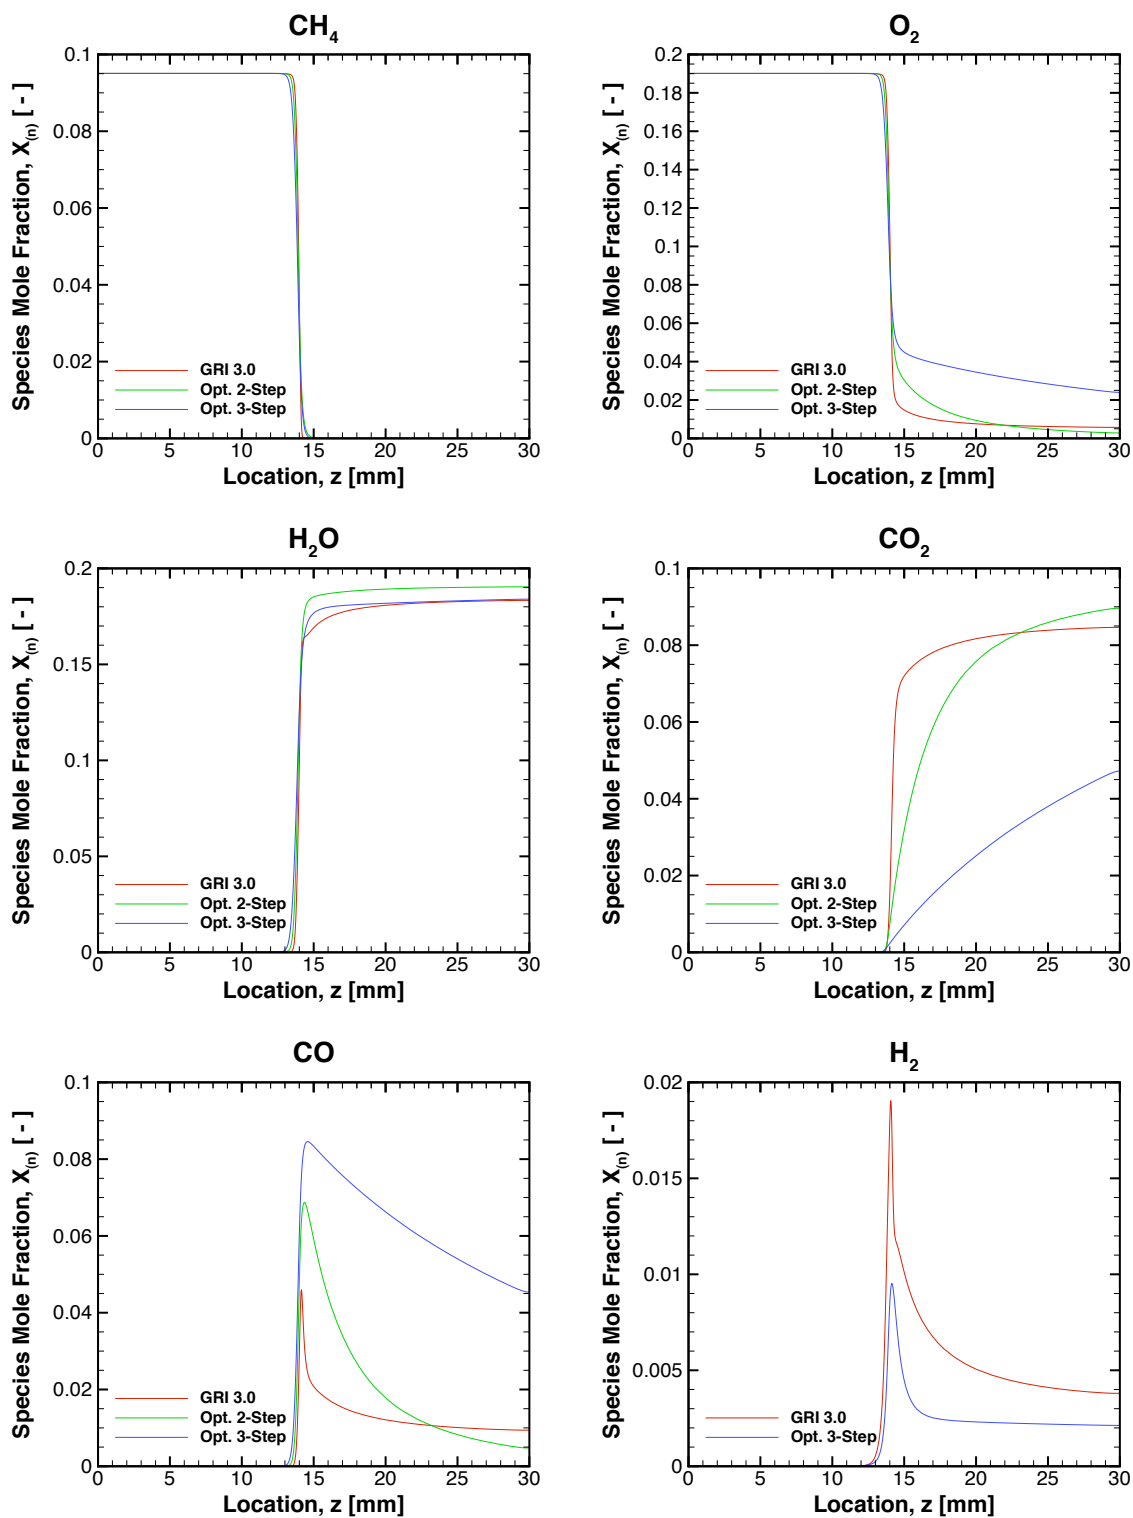 CH4
Species Mole Fraction, X(n) [ - ]
0.1
0.08
0.06
0.04
0.02
0
GRI 3.0
Opt. 2-Step
Opt. 3-Step
0 5 10 15 20 25 30
Location, z [mm]
O2
Species Mole Fraction, X(n) [ - ]
0.2
0.18
0.16
0.14
0.12
0.1
0.08
0.06
0.04
0.02
0
GRI 3.0
Opt. 2-Step
Opt. 3-Step
0 5 10 15 20 25 30
Location, z [mm]
H2O
Species Mole Fraction, X(n) [ - ]
0.2
0.15
0.1
0.05
0
GRI 3.0
Opt. 2-Step
Opt. 3-Step
0 5 10 15 20 25 30
Location, z [mm]
CO2
Species Mole Fraction, X(n) [ - ]
0.1
0.08
0.06
0.04
0.02
0
GRI 3.0
Opt. 2-Step
Opt. 3-Step
0 5 10 15 20 25 30
Location, z [mm]
CO
Species Mole Fraction, X(n) [ - ]
0.1
0.08
0.06
0.04
0.02
0
GRI 3.0
Opt. 2-Step
Opt. 3-Step
0 5 10 15 20 25 30
Location, z [mm]
H2
Species Mole Fraction, X(n) [ - ]
0.02
0.015
0.01
0.005
0
GRI 3.0
Opt. 3-Step
0 5 10 15 20 25 30
Location, z [mm]